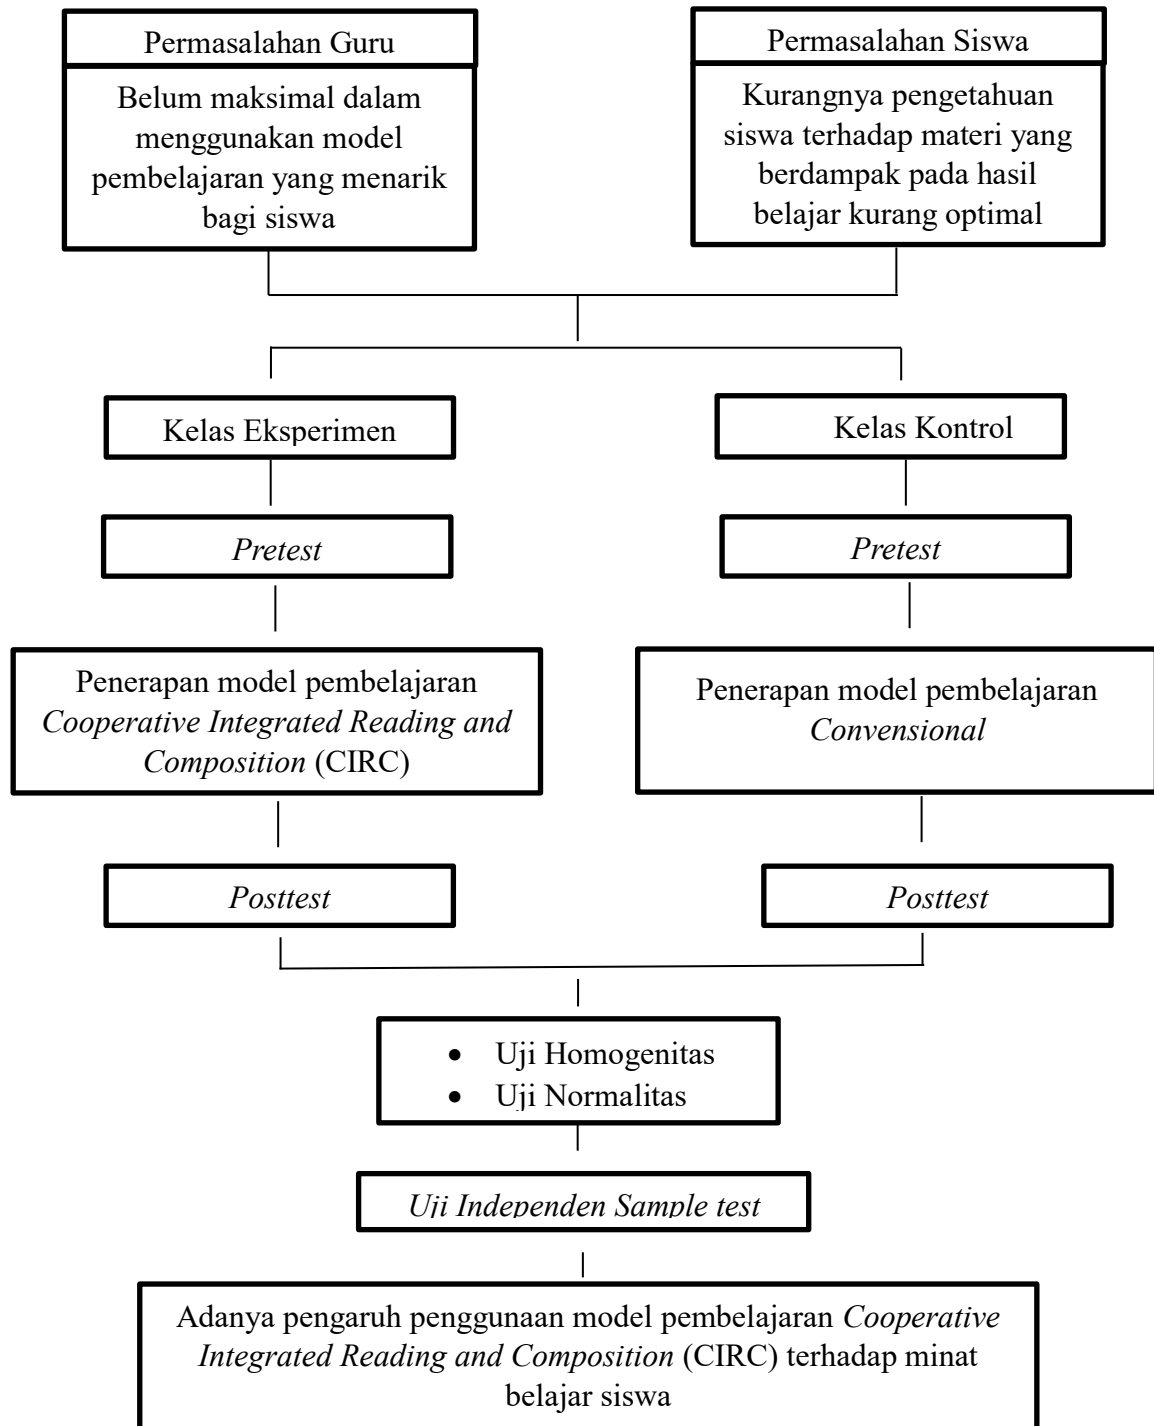 Permasalahan Guru
Belum maksimal dalam
menggunakan model
pembelajaran yang menarik
bagi siswa
Permasalahan Siswa
Kurangnya pengetahuan
siswa terhadap materi yang
berdampak pada hasil
belajar kurang optimal
Kelas Eksperimen
Kelas Kontrol
Pretest
Pretest
Penerapan model pembelajaran
Cooperative Integrated Reading and
Composition (CIRC)
Penerapan model pembelajaran
Convensional
Posttest
Posttest
• Uji Homogenitas
• Uji Normalitas
Uji Independen Sample test
Adanya pengaruh penggunaan model pembelajaran Cooperative
Integrated Reading and Composition (CIRC) terhadap minat
belajar siswa